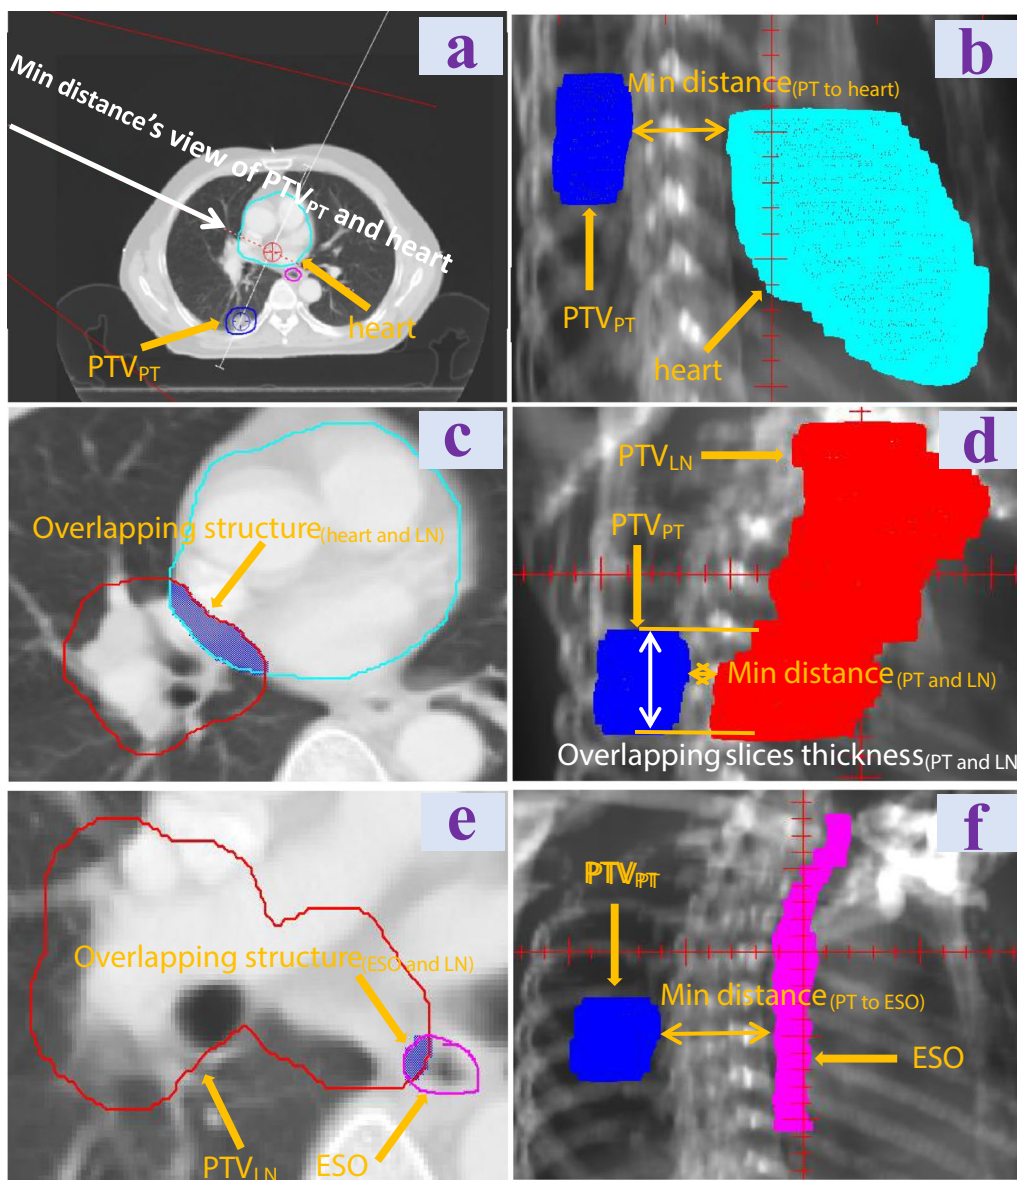 a
Min distance's view of PTVPT and heart
heart
PTVPT
b
Min distance(PT to heart)
PTVPT
heart
c
Overlapping structure(heart and LN)
d
PTVLN
PTVPT
Min distance(PT and LN)
Overlapping slices thickness(PT and LN
e
Overlapping structure(ESO and LN)
PTVLN
ESO
f
PTVPT
Min distance(PT to ESO)
ESO